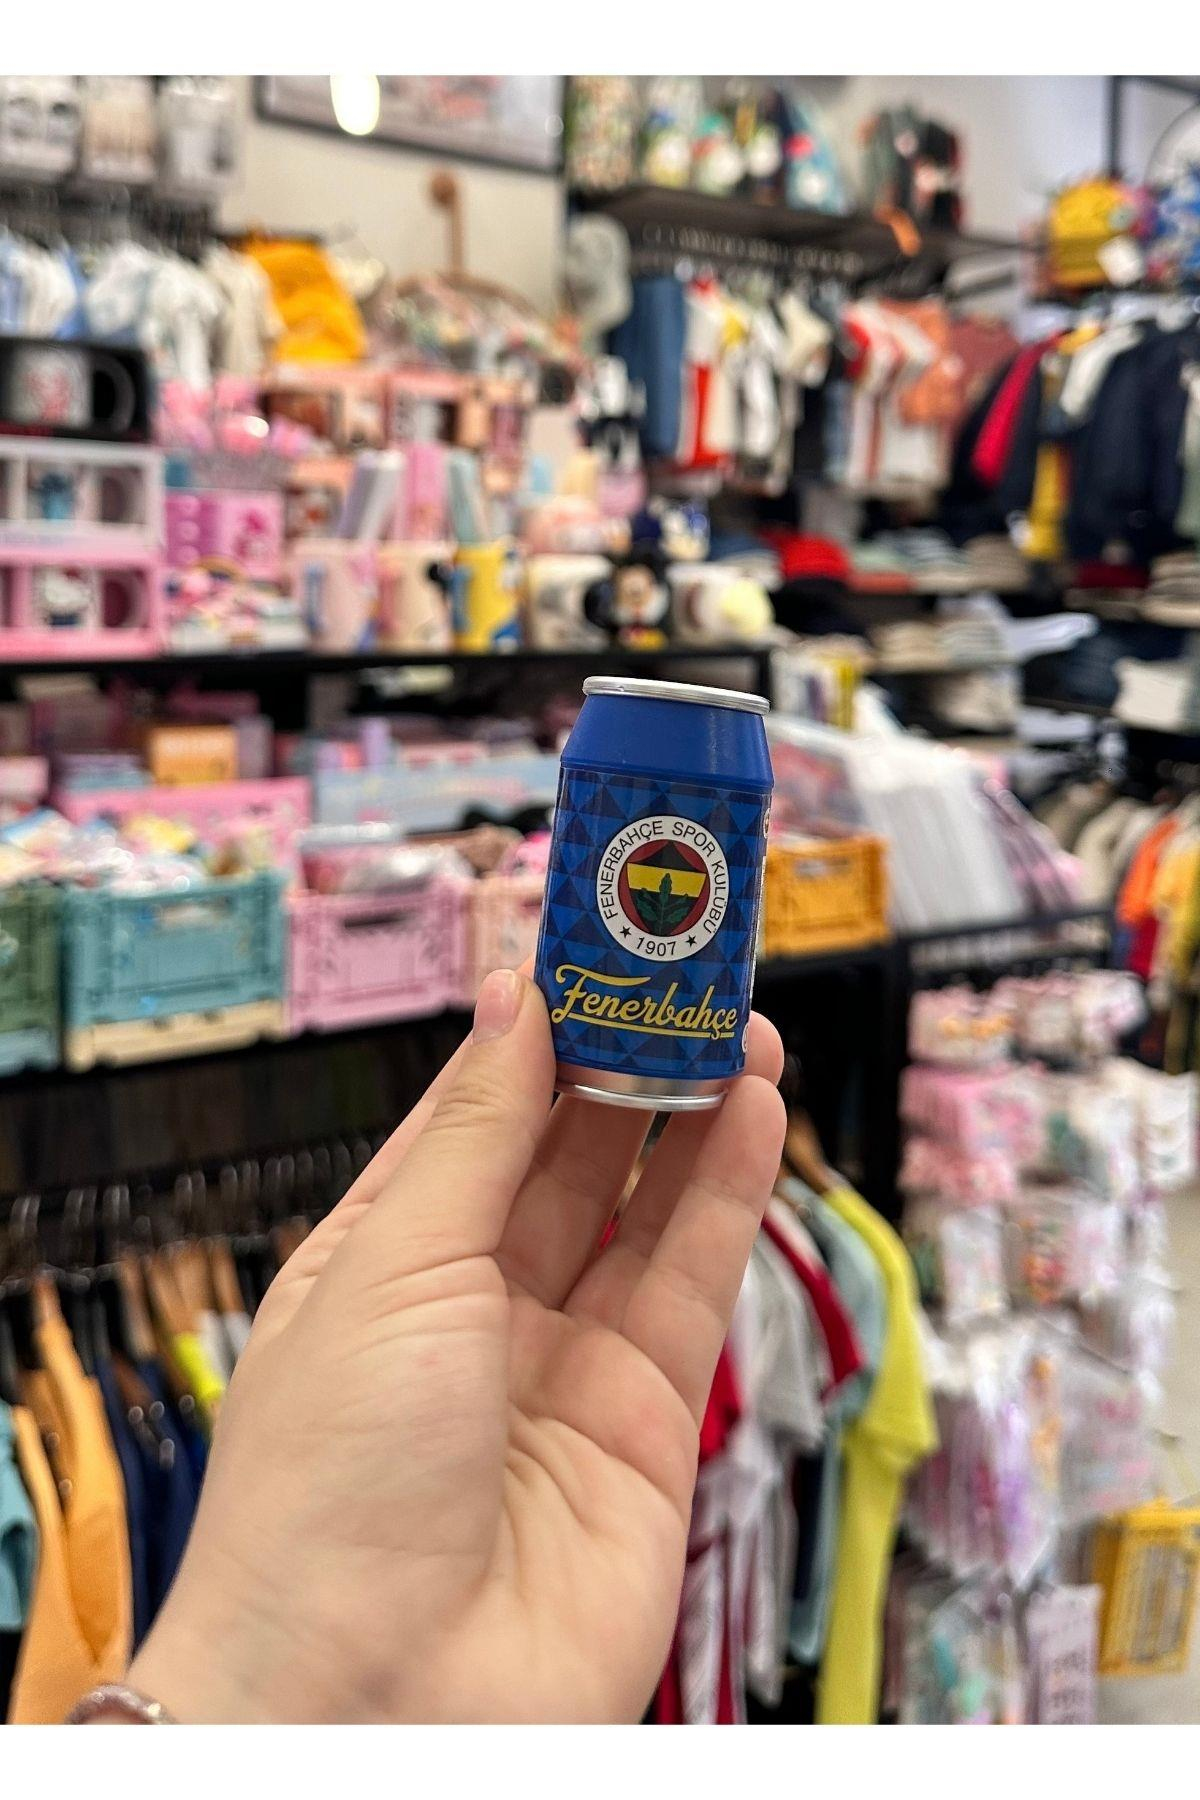 FENERBAHÇE SPOR KULÜBÜ
★ 1907 ★
Fenerbahçe